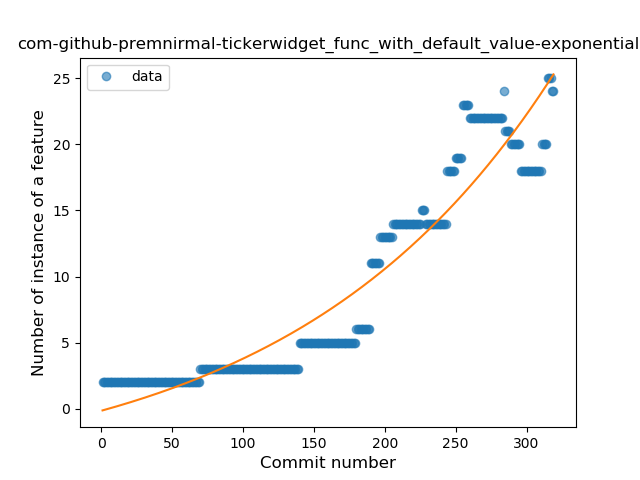 com-github-premnirmal-tickerwidget_func_with_default_value-exponential
data
Number of instance of a feature
25
20
15
10
5
0
0 50 100 150 200 250 300
Commit number